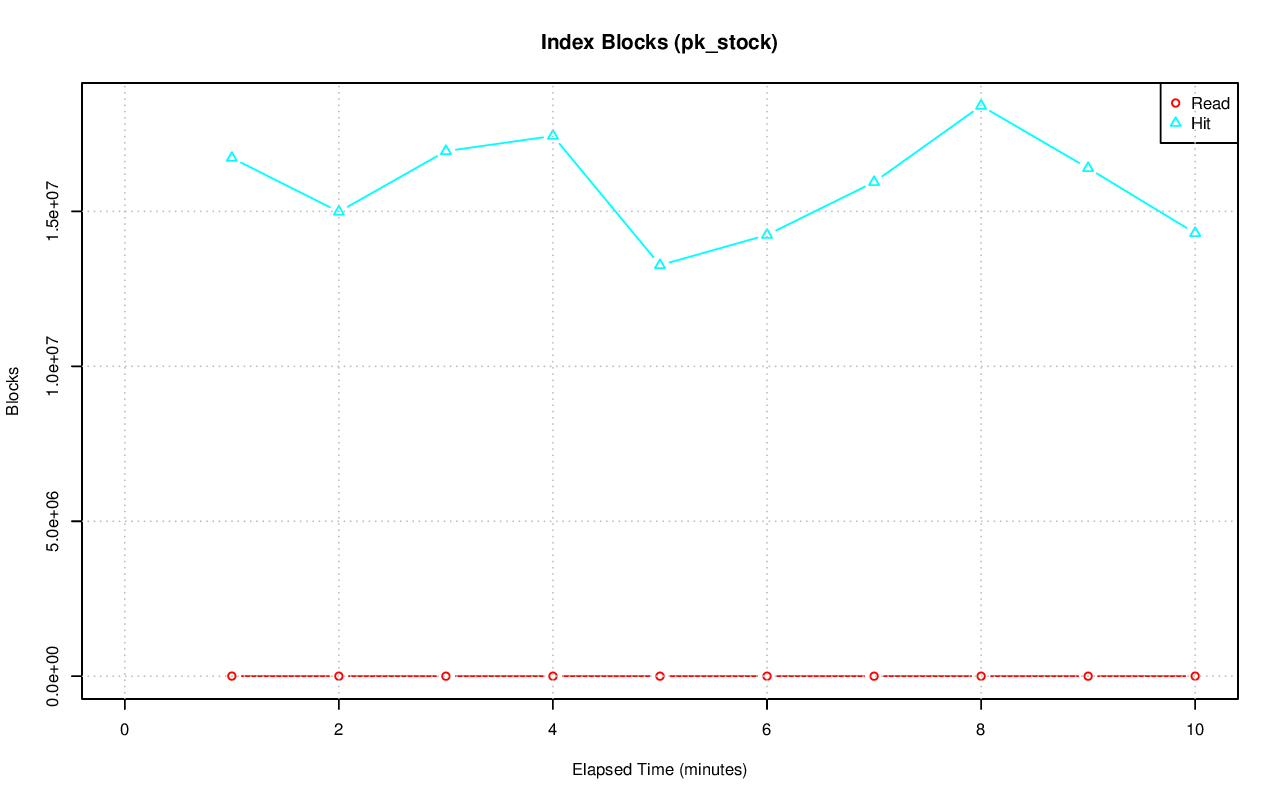 Index Blocks (pk_stock)
Read
Hit
1.5e+07
1.0e+07
5.0e+06
0.0e+00
Blocks
0 2 4 6 8 10
Elapsed Time (minutes)